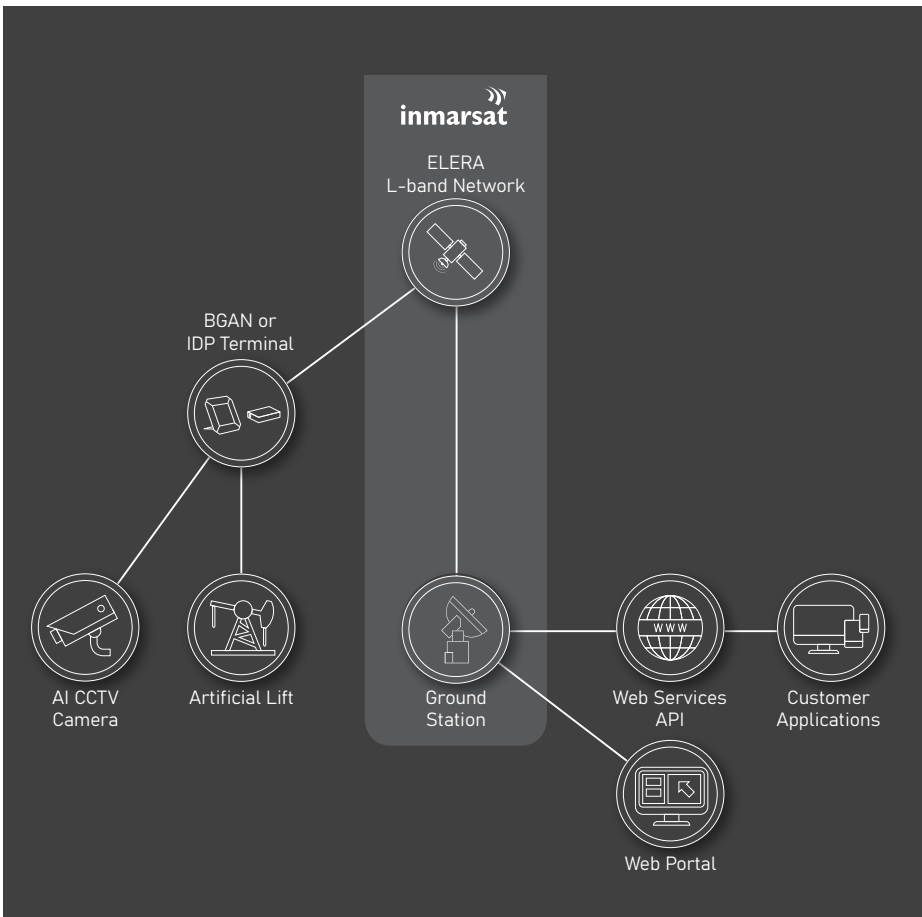 inmarsat
ELERA
L-band Network
BGAN or
IDP Terminal
AI CCTV
Camera
Artificial Lift
Ground
Station
WWW
Web Services
API
Customer
Applications
Web Portal